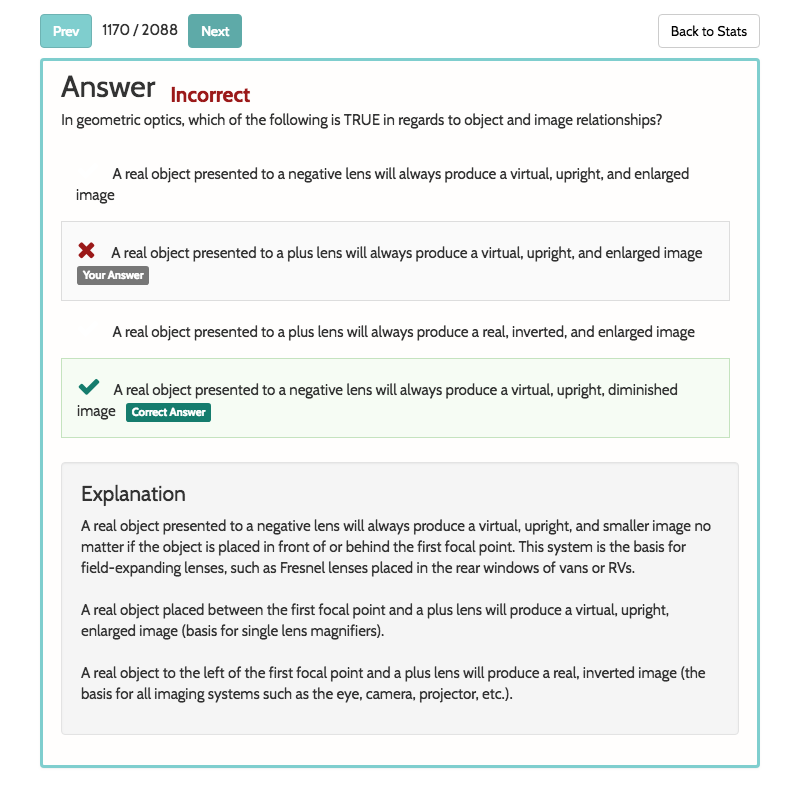 Prev 1170 / 2088 Next Back to Stats
Answer Incorrect
In geometric optics, which of the following is TRUE in regards to object and image relationships?
A real object presented to a negative lens will always produce a virtual, upright, and enlarged
image
A real object presented to a plus lens will always produce a virtual, upright, and enlarged image
Your Answer
A real object presented to a plus lens will always produce a real, inverted, and enlarged image
A real object presented to a negative lens will always produce a virtual, upright, diminished
image Correct Answer
Explanation
A real object presented to a negative lens will always produce a virtual, upright, and smaller image no
matter if the object is placed in front of or behind the first focal point. This system is the basis for
field-expanding lenses, such as Fresnel lenses placed in the rear windows of vans or RVs.
A real object placed between the first focal point and a plus lens will produce a virtual, upright,
enlarged image (basis for single lens magnifiers).
A real object to the left of the first focal point and a plus lens will produce a real, inverted image (the
basis for all imaging systems such as the eye, camera, projector, etc.).